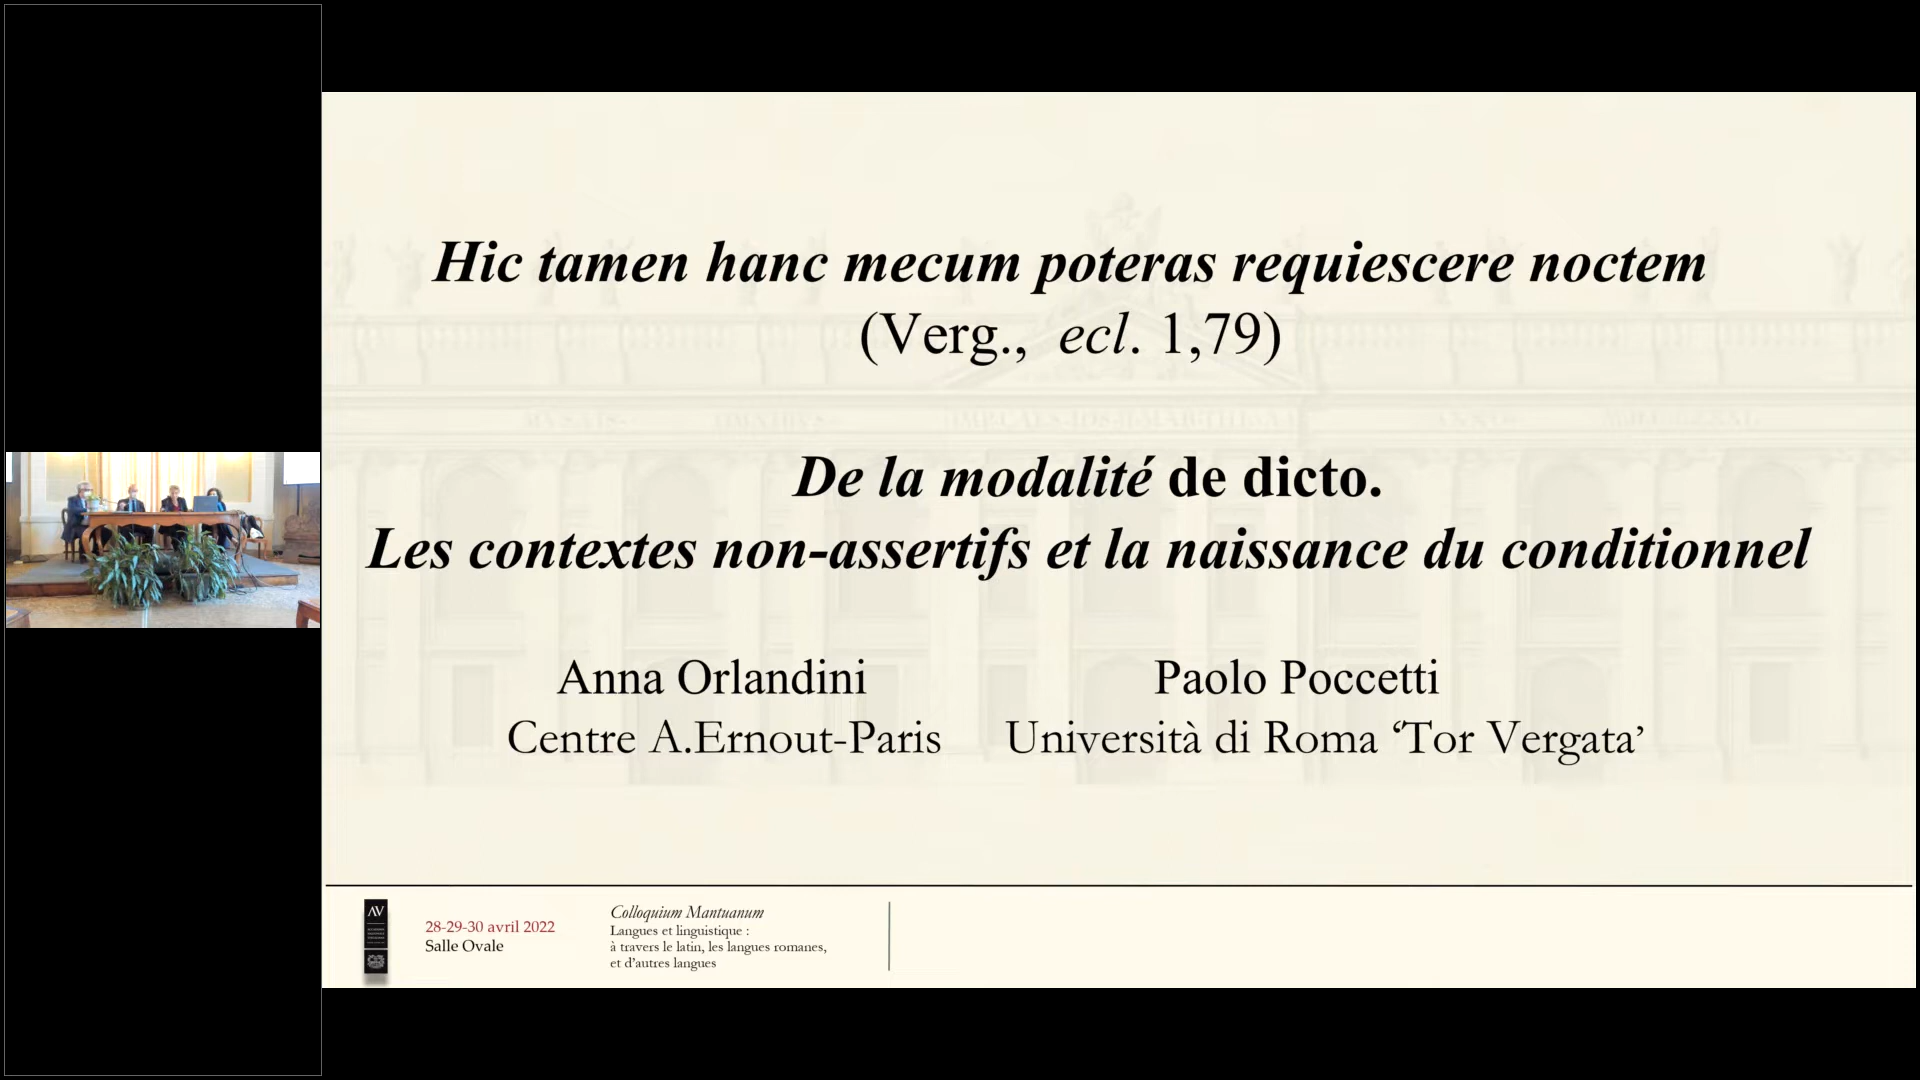 Hic tamen hanc mecum poteras requiescere noctem
(Verg., ecl. 1,79)
De la modalité de dicto.
Les contextes non-assertifs et la naissance du conditionnel
Anna Orlandini
Centre A.Ernout-Paris
Paolo Poccetti
Università di Roma ‘Tor Vergata’
AV
28-29-30 avril 2022
Salle Ovale
Colloquium Mantuanum
Langues et linguistique :
à travers le latin, les langues romanes,
et d’autres langues